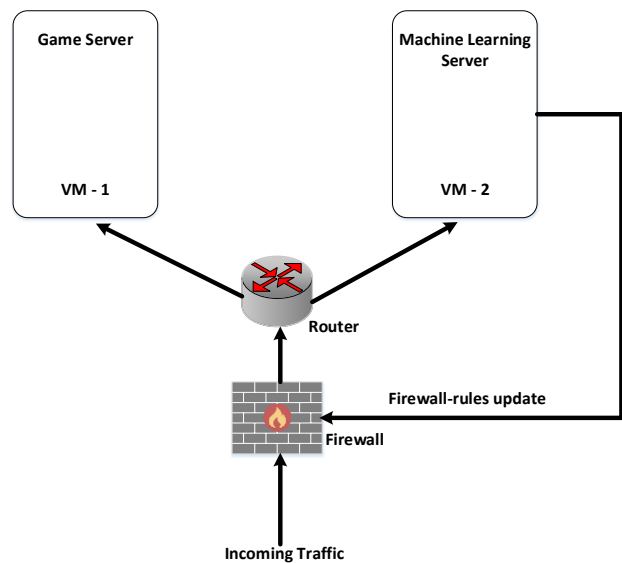 Game Server
Machine Learning
Server
VM - 1
VM - 2
Router
Firewall-rules update
Firewall
Incoming Traffic